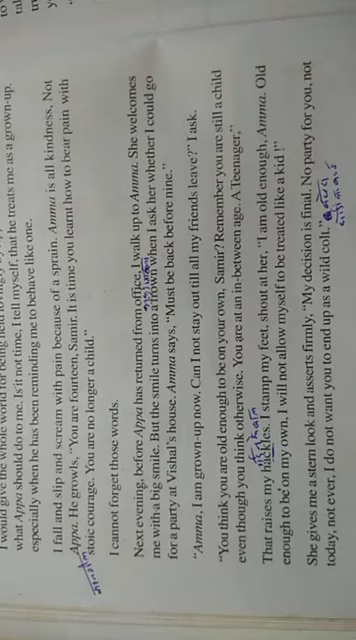 I would give the whole world for being held lovingly
what Appa should do to me. Is it not time, I tell myself, that he treats me as a grown-up,
especially when he has been reminding me to behave like one.
I fall and slip and scream with pain because of a sprain. Amma is all kindness, Not
Appa. He growls, "You are fourteen, Samir. It is time you learnt how to bear pain with
stoic courage. You are no longer a child."
I cannot forget those words.
Next evening, before Appa has returned from office, I walk up to Amma. She welcomes
me with a big smile. But the smile turns into a frown when I ask her whether I could go
for a party at Vishal's house. Amma says, "Must be back before nine."
"Amma, I am grown-up now. Can I not stay out till all my friends leave?" I ask.
"You think you are old enough to be on your own, Samir? Remember you are still a child
even though you think otherwise. You are at an in-between age. A Teenager,"
That raises my hackles. I stamp my feet, shout at her, "I am old enough, Amma. Old
enough to be on my own, I will not allow myself to be treated like a kid!"
She gives me a stern look and asserts firmly, "My decision is final. No party for you, not
today, not ever, I do not want you to end up as a wild colt."